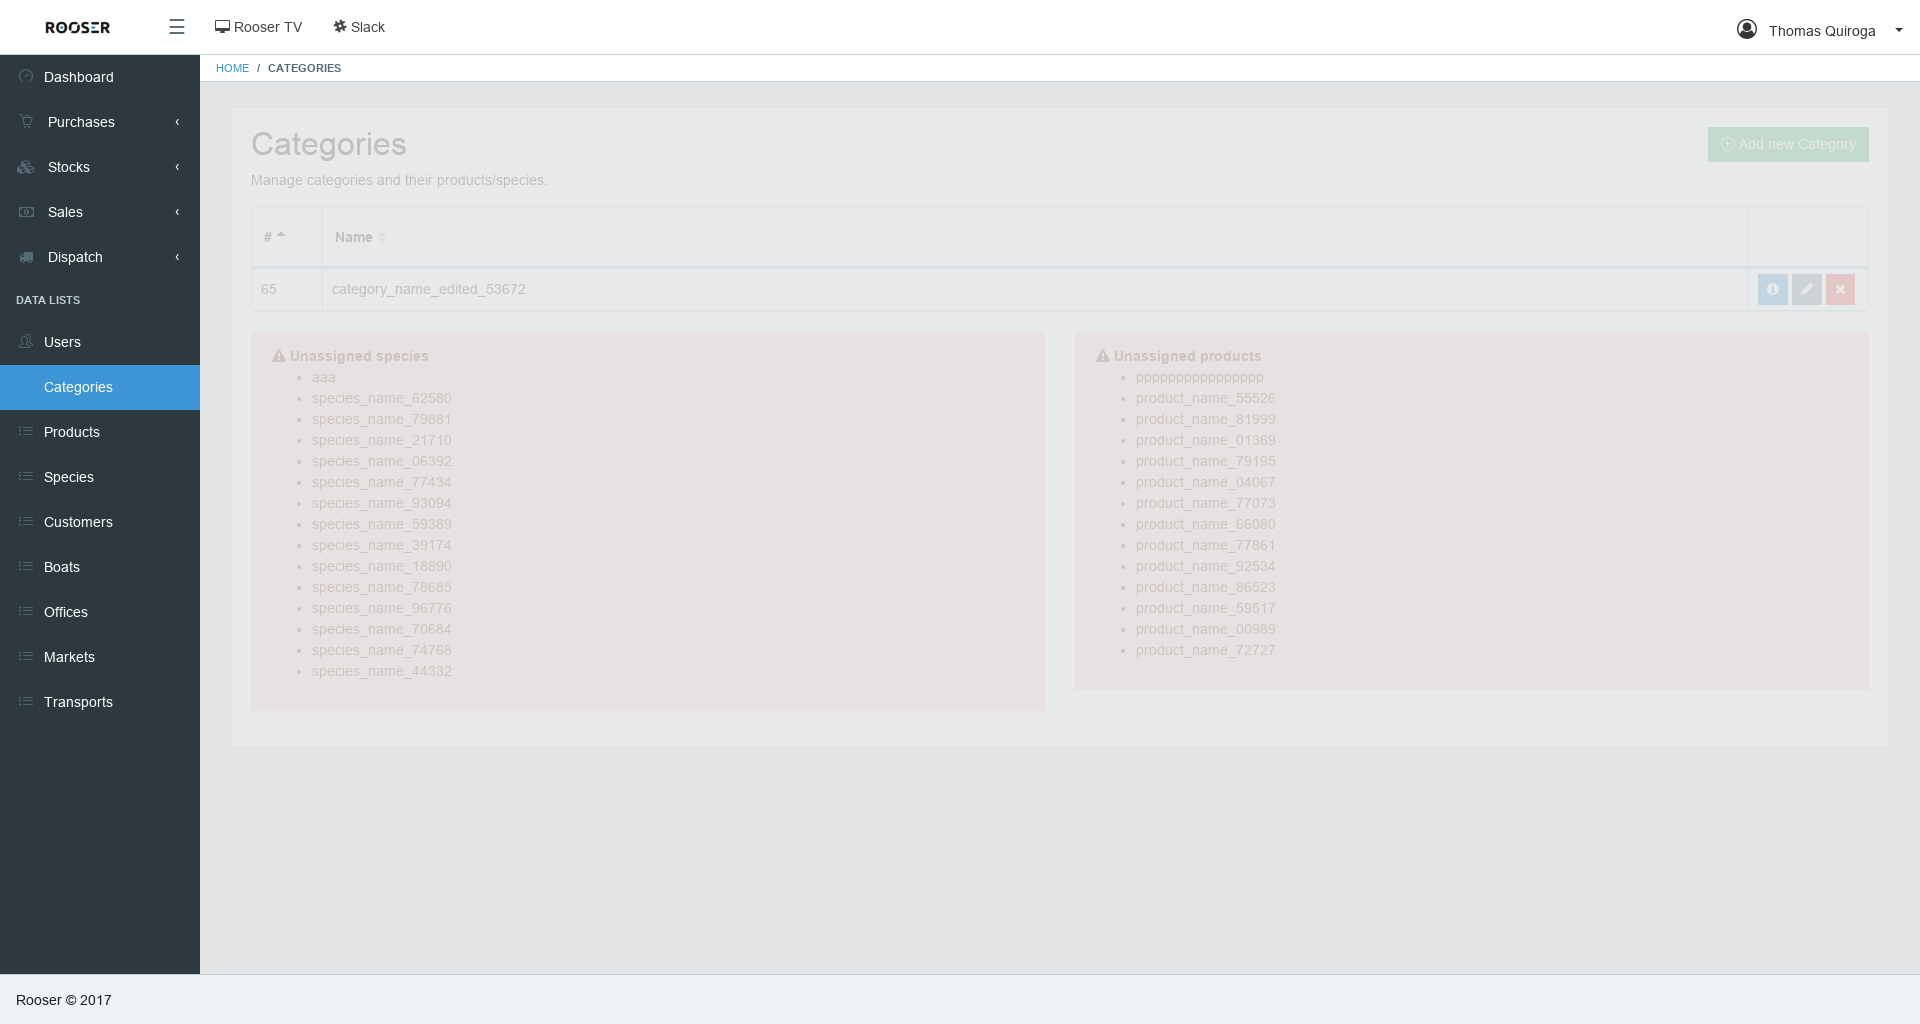 ROOSER
Rooser TV
Slack
Thomas Quiroga
HOME / CATEGORIES
Dashboard
Purchases
Stocks
Sales
Dispatch
DATA LISTS
Users
Categories
Products
Species
Customers
Boats
Offices
Markets
Transports
Categories
Add new Category
Manage categories and their products/species.
# Name
65 category_name_edited_53672
Unassigned species
aaa
species_name_62580
species_name_79881
species_name_21710
species_name_06392
species_name_77434
species_name_93094
species_name_59389
species_name_39174
species_name_18890
species_name_78685
species_name_96776
species_name_70684
species_name_74768
species_name_44332
Unassigned products
pppppppppppppppp
product_name_55526
product_name_81999
product_name_01369
product_name_79195
product_name_04067
product_name_77073
product_name_66080
product_name_77861
product_name_92534
product_name_86523
product_name_59517
product_name_00989
product_name_72727
Rooser © 2017